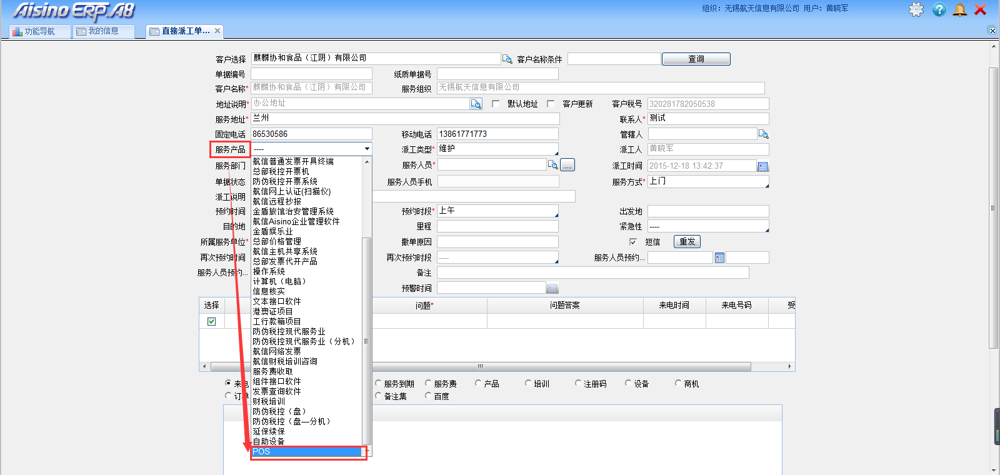 Aisino ERP.A8
组织：无锡航天信息有限公司 用户：黄晓军
功能导航 我的信息 直接派工单...
客户选择 麒麟协和食品（江阴）有限公司 客户名称条件 查询
单据编号 纸质单据号
客户名称* 麒麟协和食品（江阴）有限公司 服务组织 无锡航天信息有限公司
地址说明* 办公地址 默认地址 客户更新 客户税号 320281782050538
服务地址* 兰州 联系人* 测试
固定电话 86530586 移动电话 13861771773 管辖人
服务产品 ---- 派工类型* 维护 派工人 黄晓军
服务部门 服务人员* ... 派工时间 2015-12-18 13:42:37
单据状态 服务人员手机 服务方式* 上门
派工说明
预约时间 预约时段* 上午 出发地
目的地 里程 紧急性 ----
所属服务单位* 撤单原因 短信 重发
再次预约时间 再次预约时段 ---- 服务人员预约...
服务人员预约... 备注
预警时间
航信普通发票开具终端
总部税控开票机
防伪税控开票系统
航信网上认证(扫描仪)
航信远程抄报
金盾旅馆治安管理系统
航信Aisino企业管理软件
金盾娱乐业
总部价格管理
航信主机共享系统
总部发票代开产品
操作系统
计算机（电脑）
信息核实
文本接口软件
港澳证项目
工行款箱项目
防伪税控现代服务业
防伪税控现代服务业（分机）
航信网络发票
航信财税培训咨询
服务费收取
组件接口软件
发票查询软件
财税培训
防伪税控（盘）
防伪税控（盘—分机）
延保续保
自助设备
POS
选择 问题* 问题答案 来电时间 来电号码 受
来电 服务到期 服务费 产品 培训 注册码 设备 商机
订单 备注集 百度